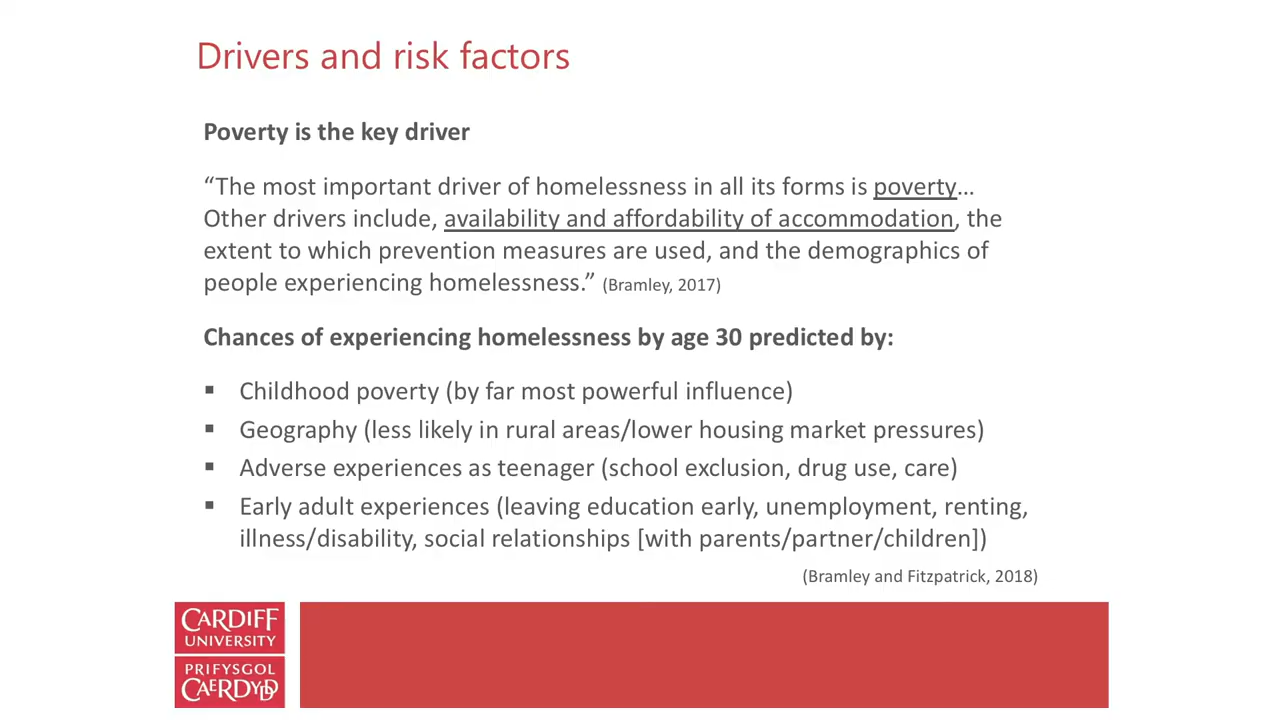 Drivers and risk factors
Poverty is the key driver
“The most important driver of homelessness in all its forms is poverty…
Other drivers include, availability and affordability of accommodation, the
extent to which prevention measures are used, and the demographics of
people experiencing homelessness.” (Bramley, 2017)
Chances of experiencing homelessness by age 30 predicted by:
▪ Childhood poverty (by far most powerful influence)
▪ Geography (less likely in rural areas/lower housing market pressures)
▪ Adverse experiences as teenager (school exclusion, drug use, care)
▪ Early adult experiences (leaving education early, unemployment, renting,
illness/disability, social relationships [with parents/partner/children])
(Bramley and Fitzpatrick, 2018)
CARDIFF
UNIVERSITY
PRIFYSGOL
CAERDYDD